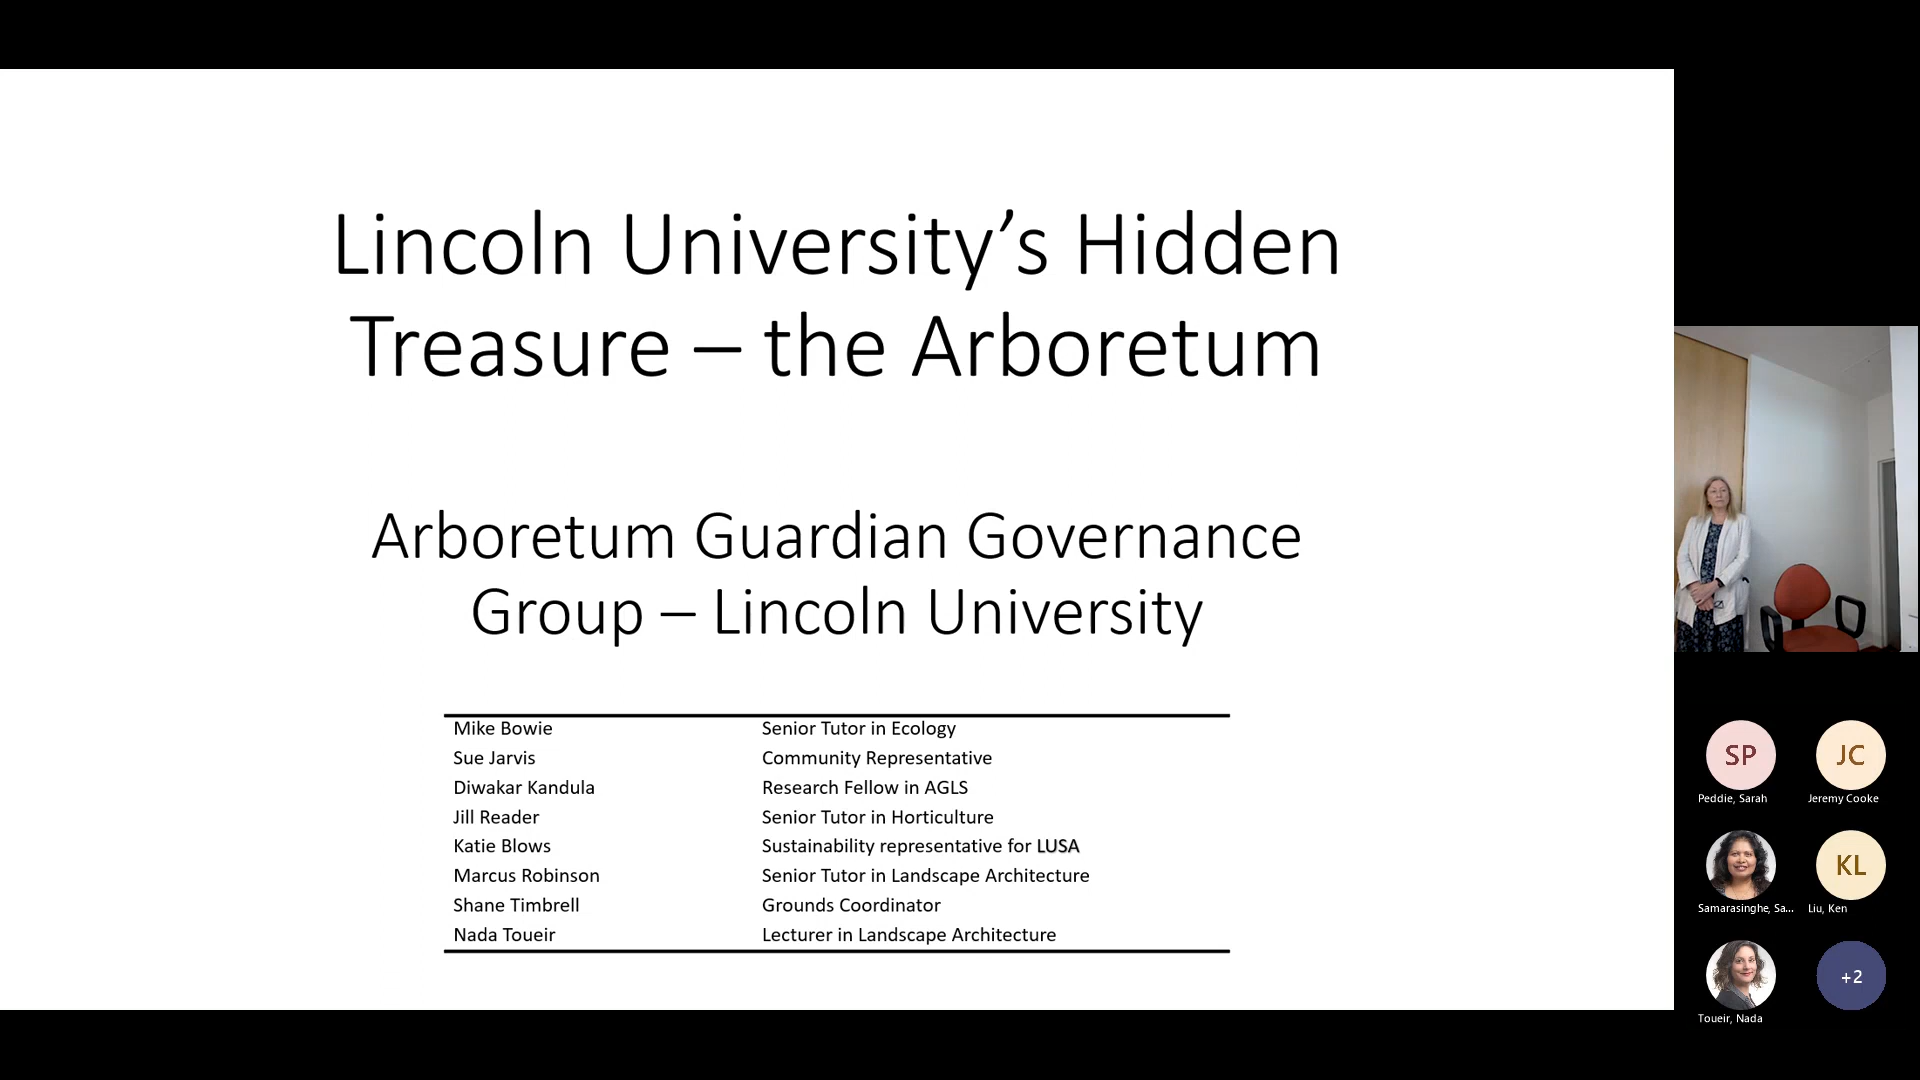 Lincoln University’s Hidden
Treasure – the Arboretum
Arboretum Guardian Governance
Group – Lincoln University
Mike Bowie Senior Tutor in Ecology
Sue Jarvis Community Representative
Diwakar Kandula Research Fellow in AGLS
Jill Reader Senior Tutor in Horticulture
Katie Blows Sustainability representative for LUSA
Marcus Robinson Senior Tutor in Landscape Architecture
Shane Timbrell Grounds Coordinator
Nada Toueir Lecturer in Landscape Architecture
SP JC
Peddie, Sarah Jeremy Cooke
KL
Samarasinghe, Sa... Liu, Ken
+2
Toueir, Nada